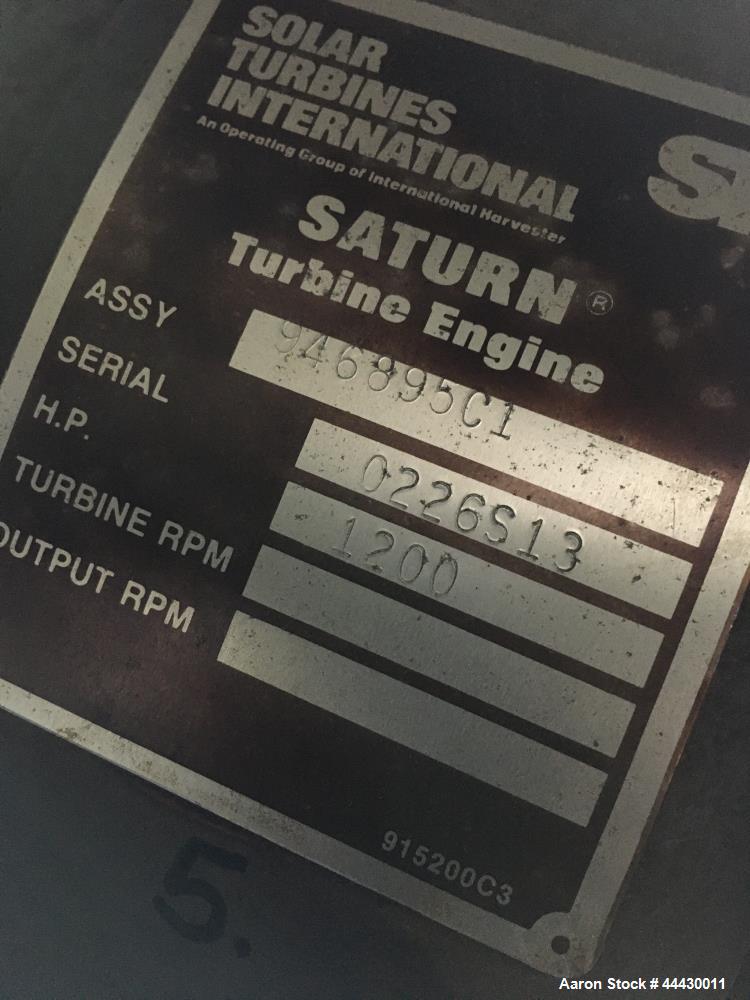 SOLAR
TURBINES
INTERNATIONAL
An Operating Group of International Harvester
SATURN®
Turbine Engine
ASSY 946895C1
SERIAL 0226S13
H.P. 1200
TURBINE RPM
OUTPUT RPM
915200C3
5.
Aaron Stock # 44430011